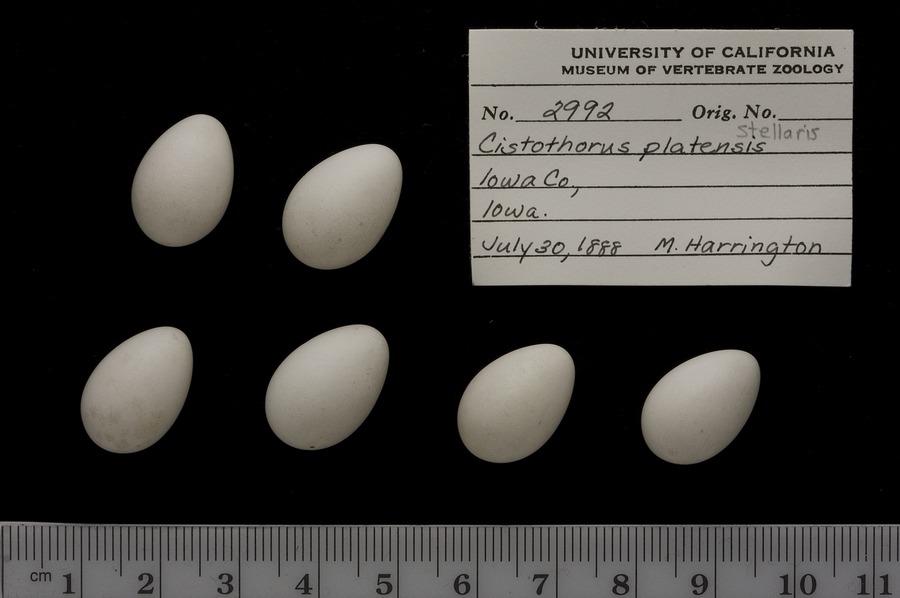 UNIVERSITY OF CALIFORNIA
MUSEUM OF VERTEBRATE ZOOLOGY
No. 2992 Orig. No.
stellaris
Cistothorus platensis
Iowa Co,
Iowa.
July 30, 1888 M. Harrington
cm 1 2 3 4 5 6 7 8 9 10 11